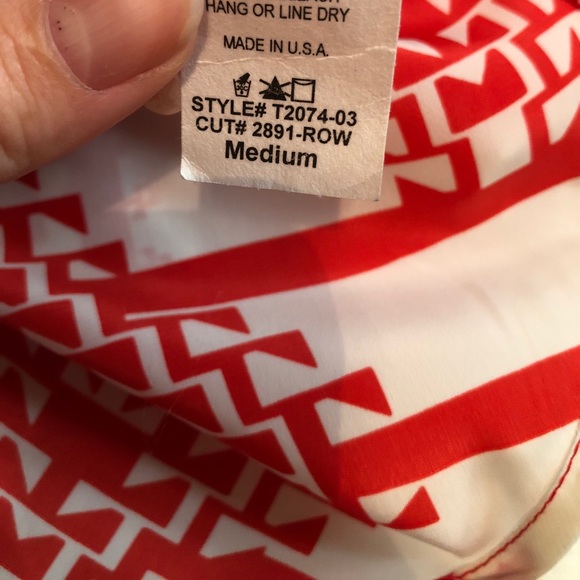 HANG OR LINE DRY
MADE IN U.S.A.
STYLE# T2074-03
CUT# 2891-ROW
Medium